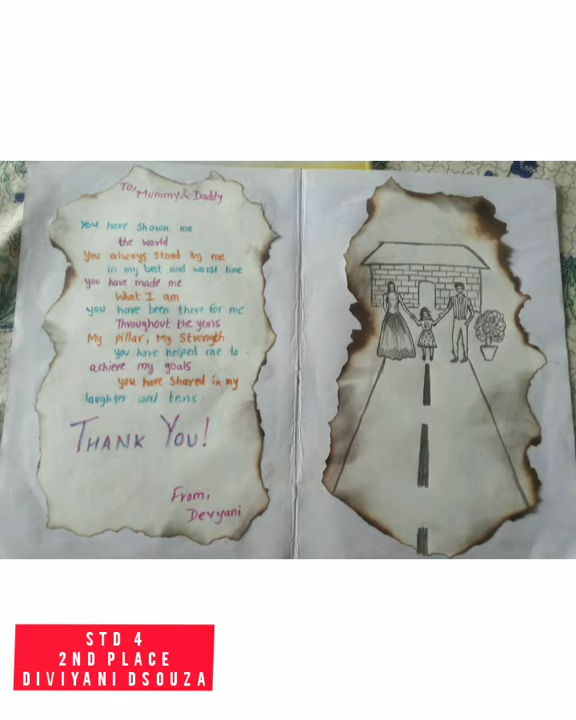 To, Mummy & Daddy
You have shown me
the world
You always stand by me
in my best and worst time
you have made me
What I am
you have been there for me
Throughout the years
My pillar, My Strength
you have helped me to
achieve my goals
you have shared in my
laughter and tears.
THANK YOU!
From,
Devyani
STD 4
2ND PLACE
DIVIYANI DSOUZA